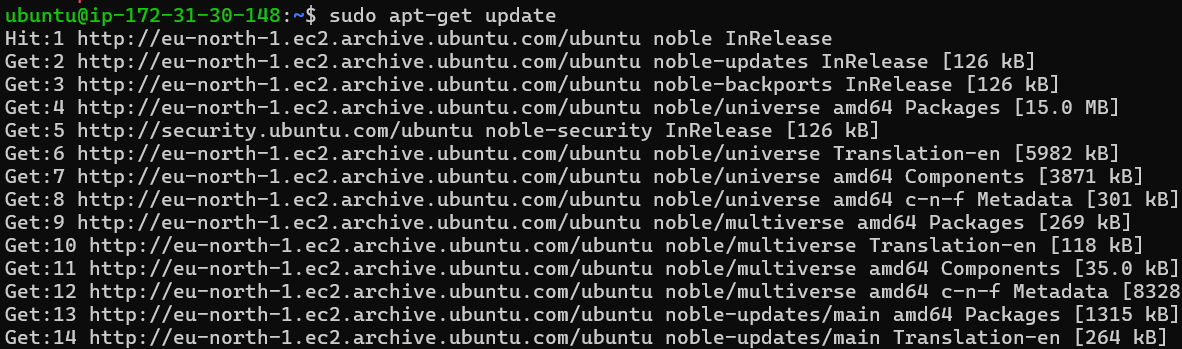 ubuntu@ip-172-31-30-148:~$ sudo apt-get update
Hit:1 http://eu-north-1.ec2.archive.ubuntu.com/ubuntu noble InRelease
Get:2 http://eu-north-1.ec2.archive.ubuntu.com/ubuntu noble-updates InRelease [126 kB]
Get:3 http://eu-north-1.ec2.archive.ubuntu.com/ubuntu noble-backports InRelease [126 kB]
Get:4 http://eu-north-1.ec2.archive.ubuntu.com/ubuntu noble/universe amd64 Packages [15.0 MB]
Get:5 http://security.ubuntu.com/ubuntu noble-security InRelease [126 kB]
Get:6 http://eu-north-1.ec2.archive.ubuntu.com/ubuntu noble/universe Translation-en [5982 kB]
Get:7 http://eu-north-1.ec2.archive.ubuntu.com/ubuntu noble/universe amd64 Components [3871 kB]
Get:8 http://eu-north-1.ec2.archive.ubuntu.com/ubuntu noble/universe amd64 c-n-f Metadata [301 kB]
Get:9 http://eu-north-1.ec2.archive.ubuntu.com/ubuntu noble/multiverse amd64 Packages [269 kB]
Get:10 http://eu-north-1.ec2.archive.ubuntu.com/ubuntu noble/multiverse Translation-en [118 kB]
Get:11 http://eu-north-1.ec2.archive.ubuntu.com/ubuntu noble/multiverse amd64 Components [35.0 kB]
Get:12 http://eu-north-1.ec2.archive.ubuntu.com/ubuntu noble/multiverse amd64 c-n-f Metadata [8328
Get:13 http://eu-north-1.ec2.archive.ubuntu.com/ubuntu noble-updates/main amd64 Packages [1315 kB]
Get:14 http://eu-north-1.ec2.archive.ubuntu.com/ubuntu noble-updates/main Translation-en [264 kB]